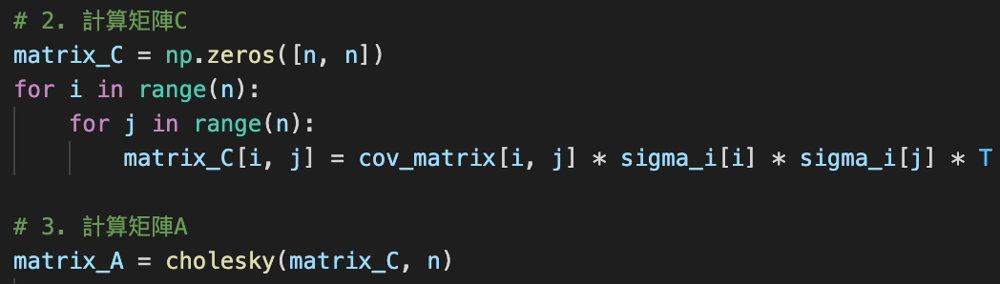 # 2. 計算矩陣C
matrix_C = np.zeros([n, n])
for i in range(n):
for j in range(n):
matrix_C[i, j] = cov_matrix[i, j] * sigma_i[i] * sigma_i[j] * T
# 3. 計算矩陣A
matrix_A = cholesky(matrix_C, n)